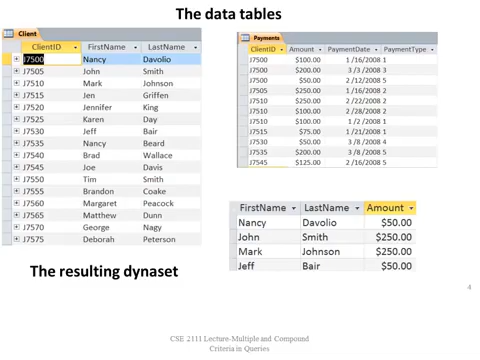 The data tables
Client
ClientID FirstName LastName
J7500 Nancy Davolio
J7505 John Smith
J7510 Mark Johnson
J7515 Jen Griffen
J7520 Jennifer King
J7525 Karen Day
J7530 Jeff Bair
J7535 Nancy Beard
J7540 Brad Wallace
J7545 Joe Davis
J7550 Tim Smith
J7555 Brandon Coake
J7560 Margaret Peacock
J7565 Matthew Dunn
J7570 George Nagy
J7575 Deborah Peterson
Payments
ClientID Amount PaymentDate PaymentType
J7500 $100.00 1 /16/2008 1
J7500 $200.00 3 /3 /2008 3
J7500 $50.00 2 /12/2008 5
J7505 $250.00 1 /16/2008 2
J7510 $250.00 2 /22/2008 2
J7510 $100.00 2 /28/2008 2
J7510 $100.00 1 /2 /2008 1
J7515 $75.00 1 /21/2008 1
J7530 $50.00 3 /8 /2008 4
J7535 $200.00 3 /8 /2008 5
J7545 $125.00 2 /16/2008 5
FirstName LastName Amount
Nancy Davolio $50.00
John Smith $250.00
Mark Johnson $250.00
Jeff Bair $50.00
The resulting dynaset
4
CSE 2111 Lecture-Multiple and Compound
Criteria in Queries